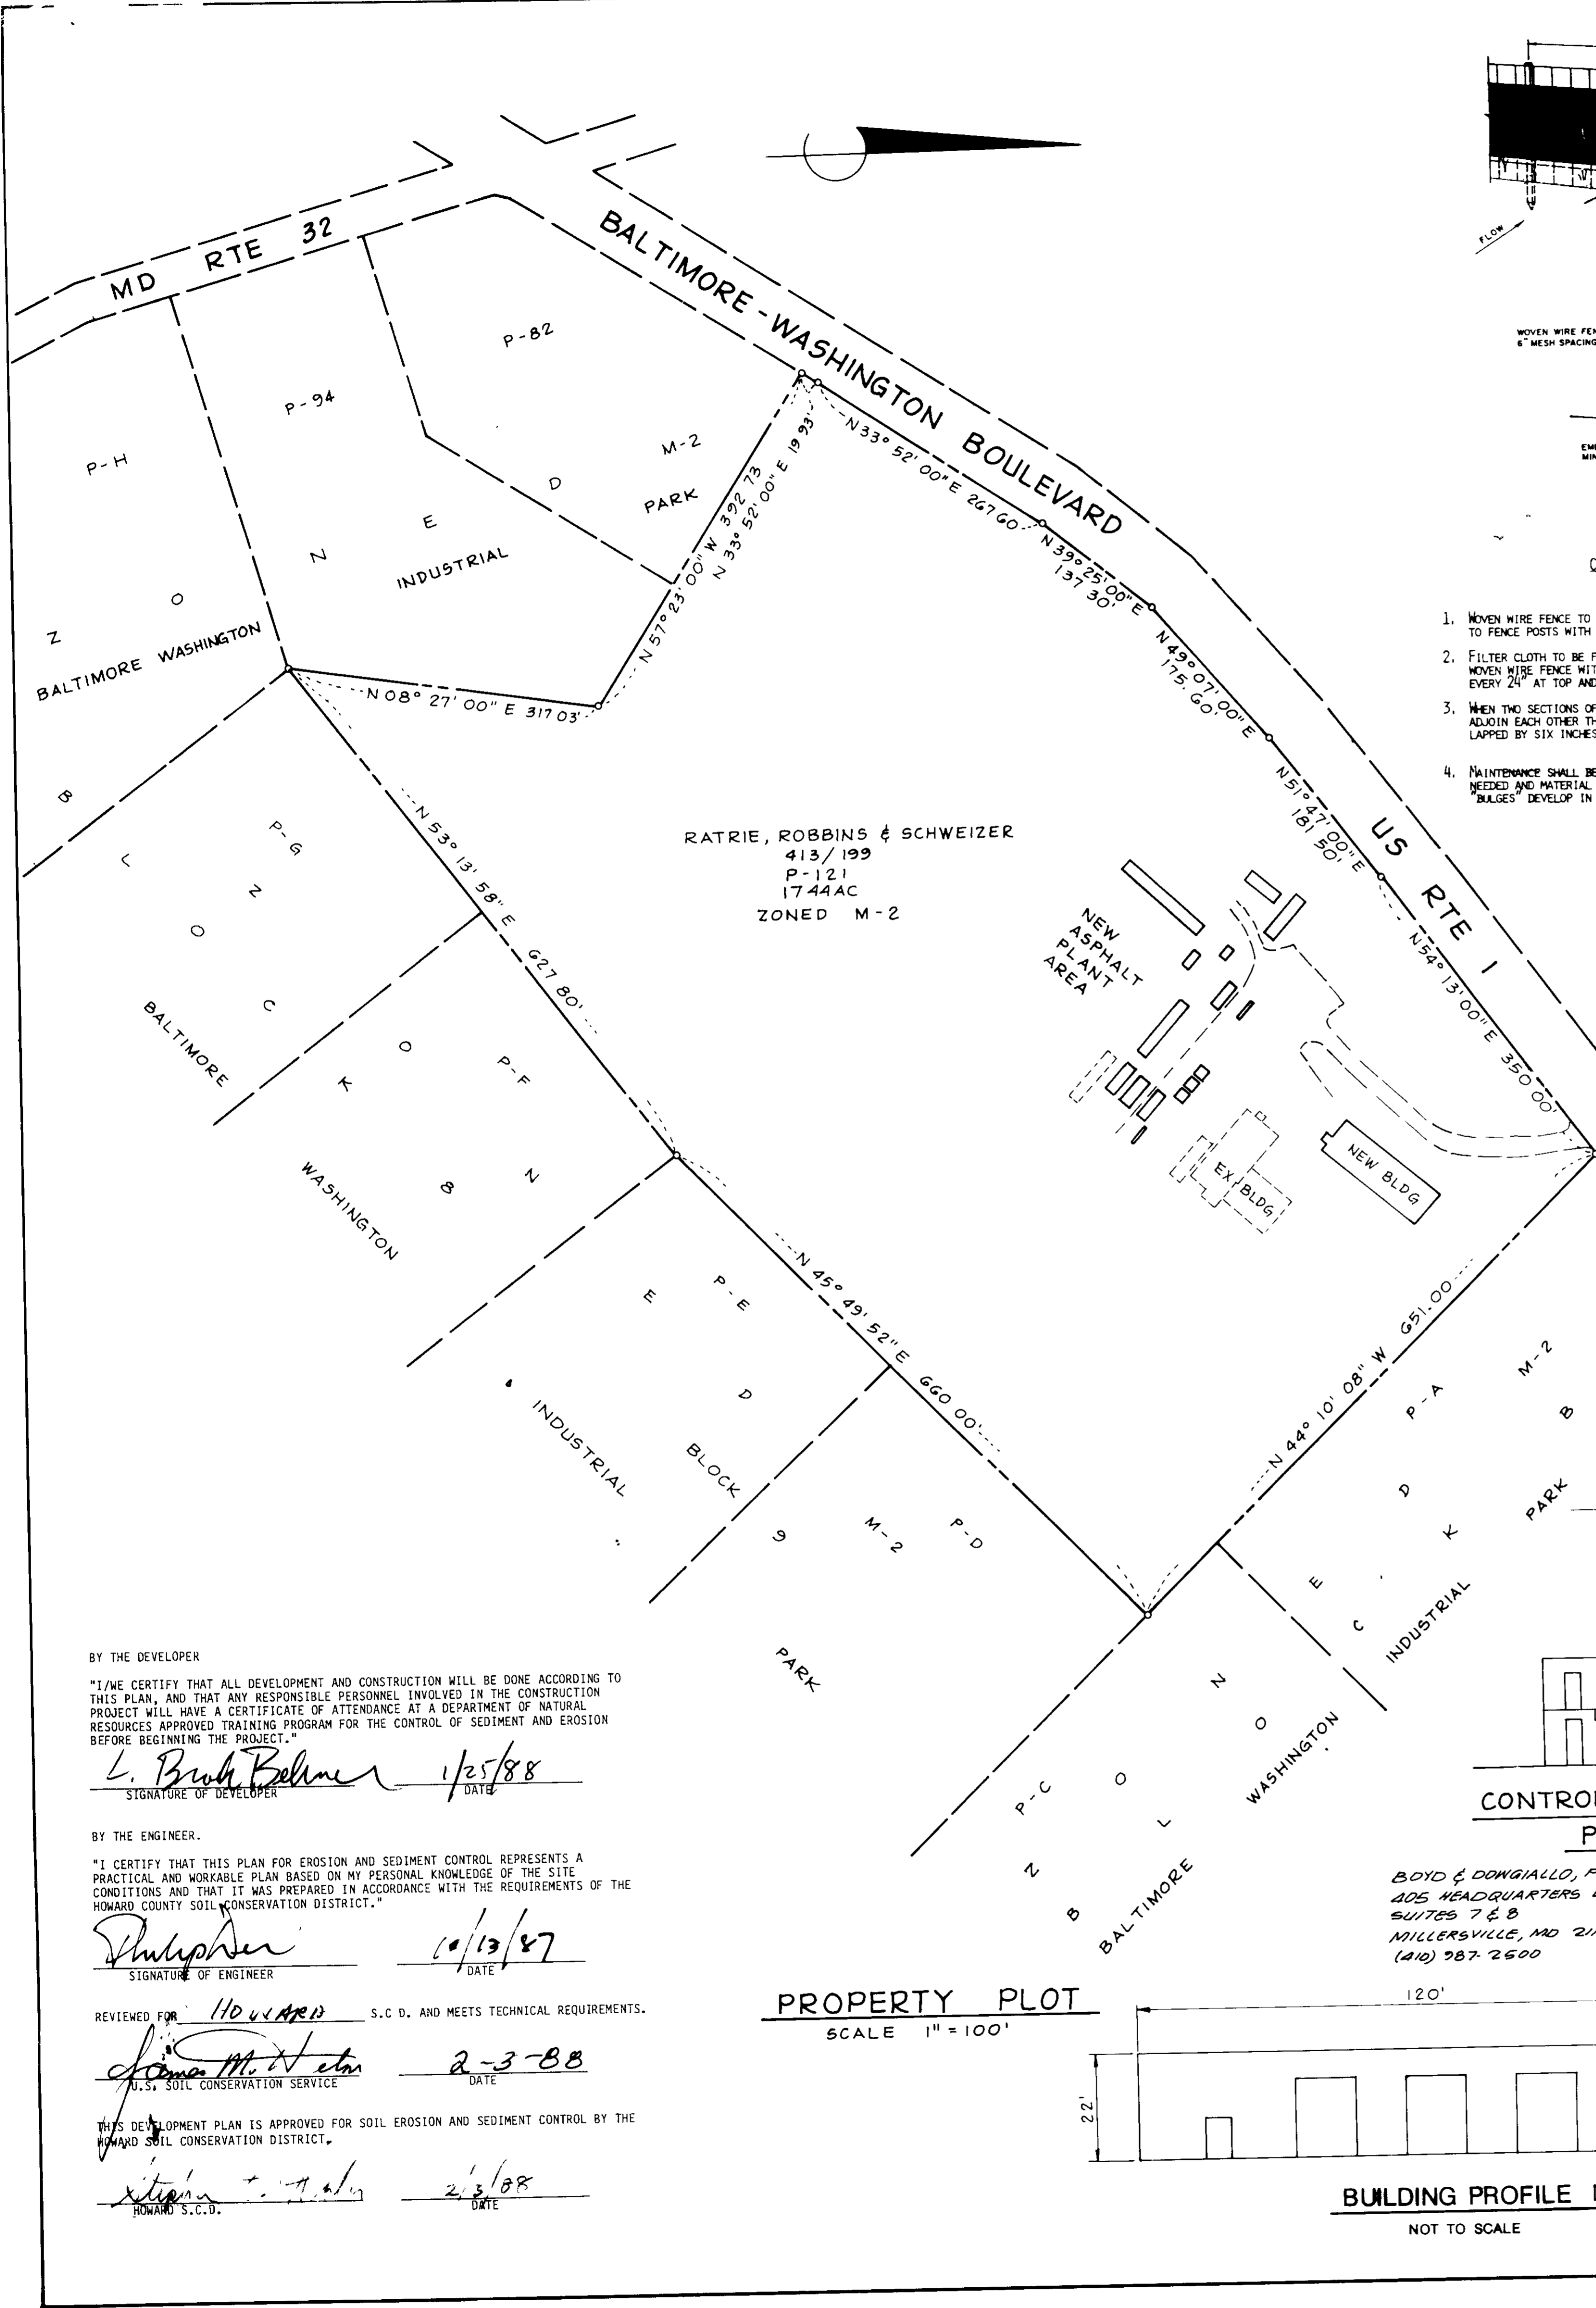 MD RTE 32
BALTIMORE - WASHINGTON BOULEVARD
US RTE 1
P-82
P-94
P-H
M-2
PARK
Z O N E D
INDUSTRIAL
BALTIMORE WASHINGTON
N 57° 23' 00" W 392 73
N 33° 52' 00" E 19 93'
N 33° 52' 00" E 267 60'
N 39° 25' 00" E
137 30'
N 49° 07' 00" E
175.60'
N 51° 47' 00" E
181 50'
N 54° 13' 00" E 350 00'
N 08° 27' 00" E 317 03'
N 53° 13' 58" E 627 80'
N 45° 49' 52" E 660 00'
N 44° 10' 08" W 651.00
RATRIE, ROBBINS & SCHWEIZER
413/199
P-121
17 44 AC
ZONED M-2
NEW
ASPHALT
PLANT
AREA
EX BLDG
NEW BLDG
B L O C K 8
P-G
P-F
Z O N E D
P-E
BALTIMORE
WASHINGTON
INDUSTRIAL
PARK
BLOCK
9
M-2
P-D
P-C
P-A
M-2
Z O N E D
B L O C K
B
BALTIMORE
WASHINGTON
INDUSTRIAL
PARK
FLOW
WOVEN WIRE
6" MESH SPACING
1. WOVEN WIRE FENCE TO
TO FENCE POSTS WITH
2. FILTER CLOTH TO BE
WOVEN WIRE FENCE
EVERY 24" AT TOP
3. WHEN TWO SECTIONS
ADJOIN EACH OTHER
LAPPED BY SIX INCHES
4. MAINTENANCE SHALL BE
NEEDED AND MATERIAL
"BULGES" DEVELOP IN
BY THE DEVELOPER
"I/WE CERTIFY THAT ALL DEVELOPMENT AND CONSTRUCTION WILL BE DONE ACCORDING TO
THIS PLAN, AND THAT ANY RESPONSIBLE PERSONNEL INVOLVED IN THE CONSTRUCTION
PROJECT WILL HAVE A CERTIFICATE OF ATTENDANCE AT A DEPARTMENT OF NATURAL
RESOURCES APPROVED TRAINING PROGRAM FOR THE CONTROL OF SEDIMENT AND EROSION
BEFORE BEGINNING THE PROJECT."
1/25/88
SIGNATURE OF DEVELOPER DATE
BY THE ENGINEER.
"I CERTIFY THAT THIS PLAN FOR EROSION AND SEDIMENT CONTROL REPRESENTS A
PRACTICAL AND WORKABLE PLAN BASED ON MY PERSONAL KNOWLEDGE OF THE SITE
CONDITIONS AND THAT IT WAS PREPARED IN ACCORDANCE WITH THE REQUIREMENTS OF THE
HOWARD COUNTY SOIL CONSERVATION DISTRICT."
10/13/87
SIGNATURE OF ENGINEER DATE
REVIEWED FOR HOWARD S.C D. AND MEETS TECHNICAL REQUIREMENTS.
James M. 2-3-88
U.S. SOIL CONSERVATION SERVICE DATE
THIS DEVELOPMENT PLAN IS APPROVED FOR SOIL EROSION AND SEDIMENT CONTROL BY THE
HOWARD SOIL CONSERVATION DISTRICT.
2/3/88
HOWARD S.C.D. DATE
PROPERTY PLOT
SCALE 1" = 100'
BOYD & DOWGIALLO,
405 HEADQUARTERS
SUITES 7 & 8
MILLERSVILLE, MD
(410) 987-2500
120'
22'
BUILDING PROFILE
NOT TO SCALE